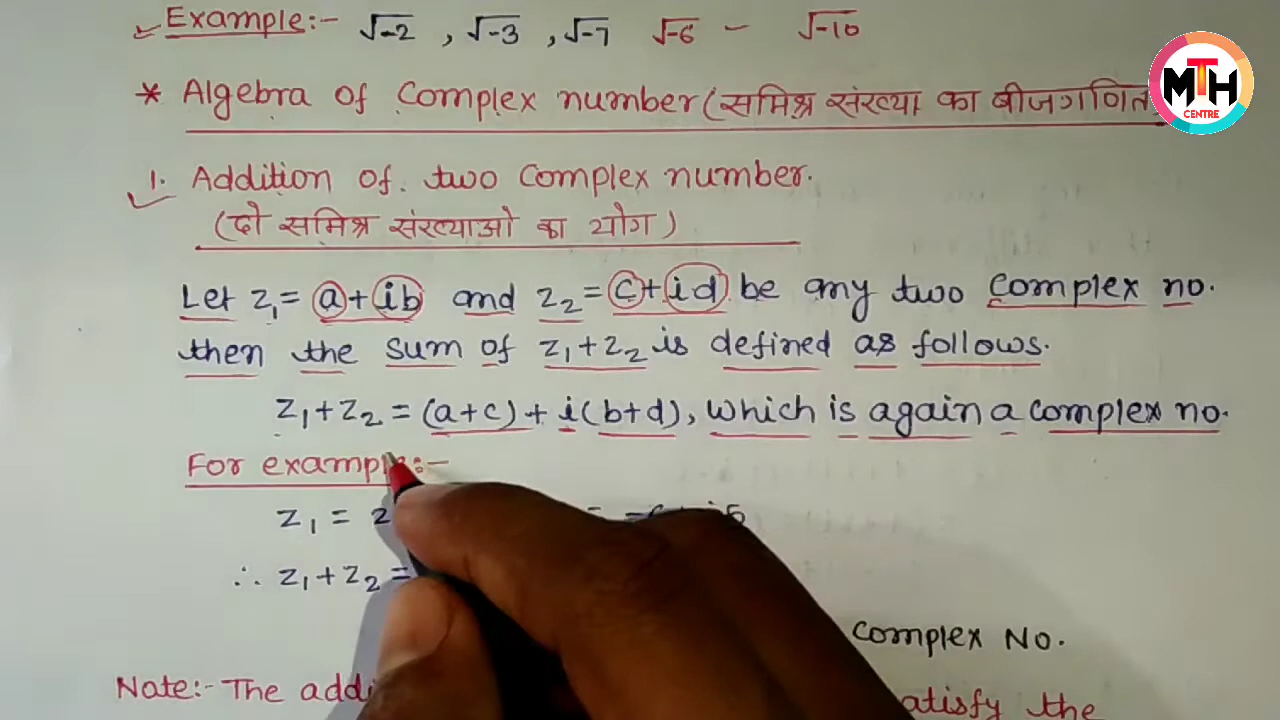 Example:- √-2 , √-3 , √-7 √-6 - √-10
MTH CENTRE
* Algebra of Complex number (समिश्र संख्या का बीजगणित)
1. Addition of two Complex number.
(दो समिश्र संख्याओ का योग)
Let z₁ = a + ib and z₂ = c + id be any two complex no.
then the sum of z₁ + z₂ is defined as follows.
z₁ + z₂ = (a+c) + i(b+d), which is again a complex no.
For example:-
z₁ = 2
∴ z₁ + z₂ =
Complex No.
Note:- The the